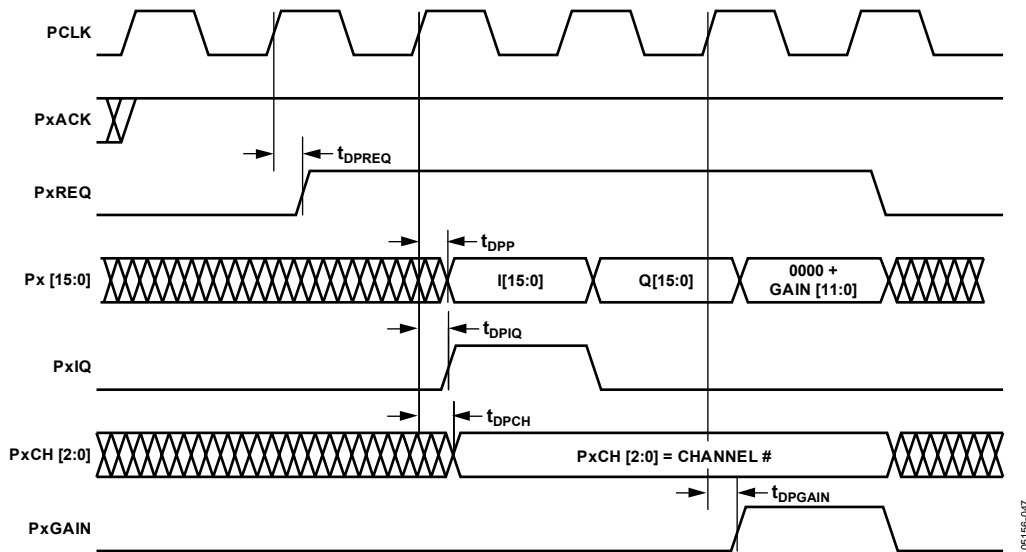 PCLK
PxACK
tDPREQ
PxREQ
tDPP
Px [15:0]
I[15:0]
Q[15:0]
0000 +
GAIN [11:0]
tDPIQ
PxIQ
tDPCH
PxCH [2:0]
PxCH [2:0] = CHANNEL #
tDPGAIN
PxGAIN
05156-047